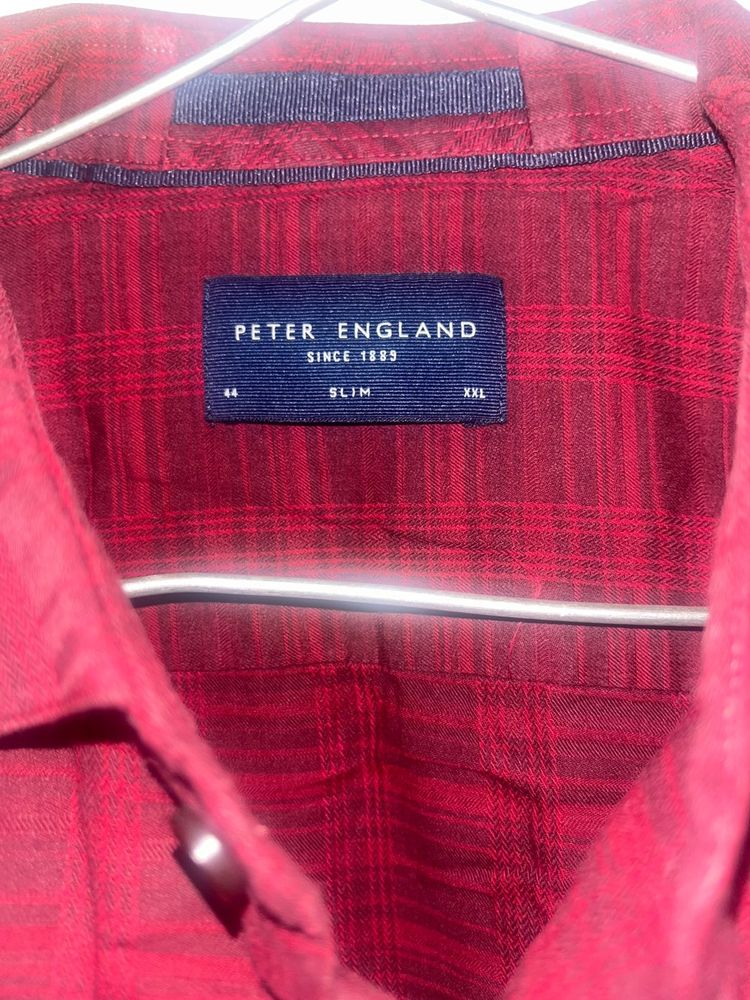 PETER ENGLAND
SINCE 1889
44 SLIM XXL